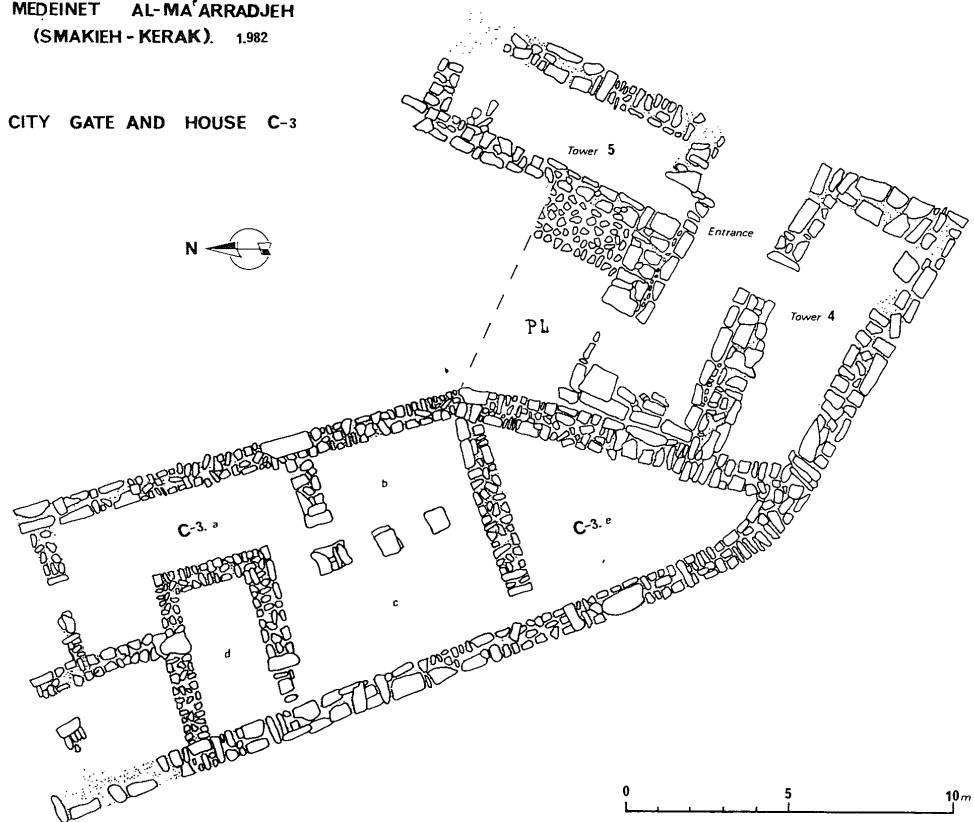 MEDEINET AL-MA'ARRADJEH
(SMAKIEH-KERAK). 1.982
CITY GATE AND HOUSE C-3
N
Tower 5
Entrance
Tower 4
PL
b
C-3. a
C-3. e
c
d
0 5 10m